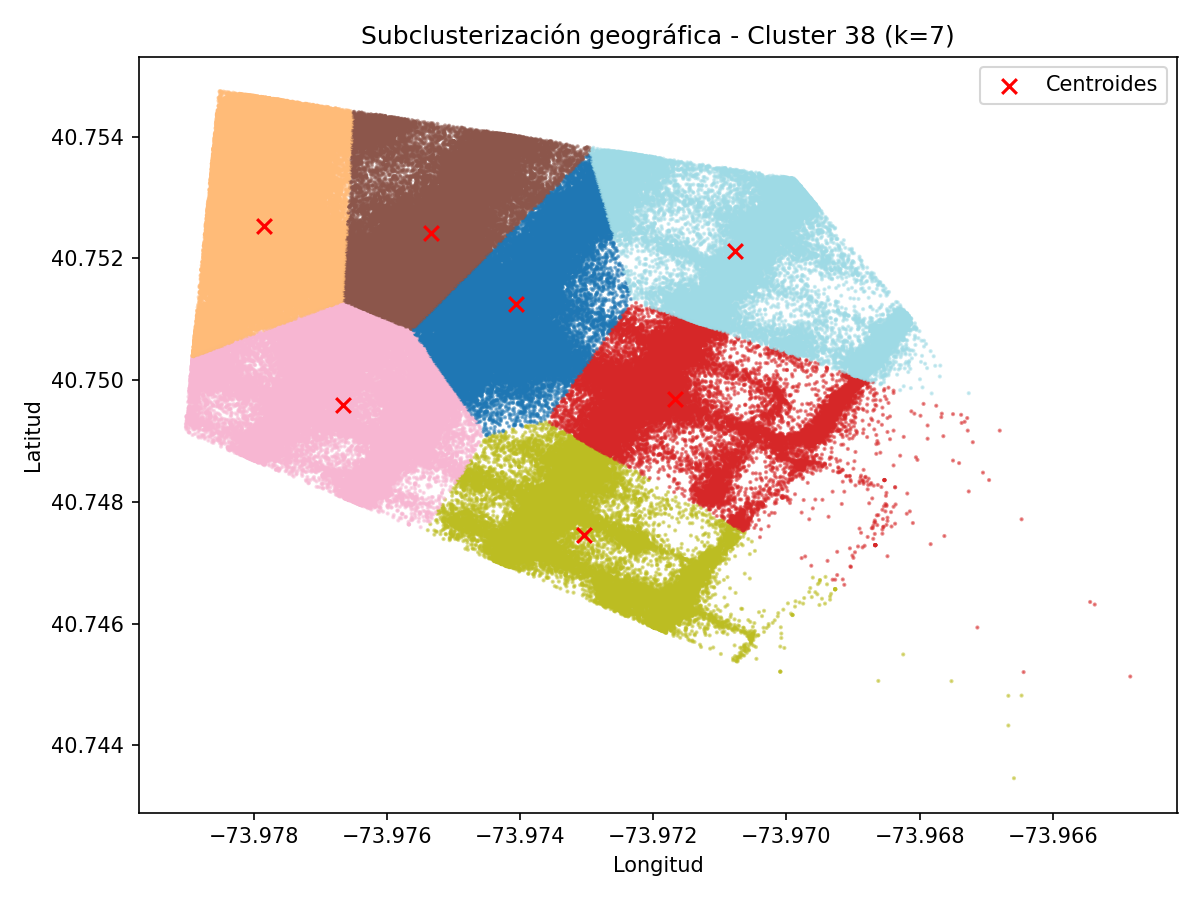 Subclusterización geográfica - Cluster 38 (k=7)
Centroides
40.754
40.752
40.750
40.748
40.746
40.744
Latitud
−73.978 −73.976 −73.974 −73.972 −73.970 −73.968 −73.966
Longitud